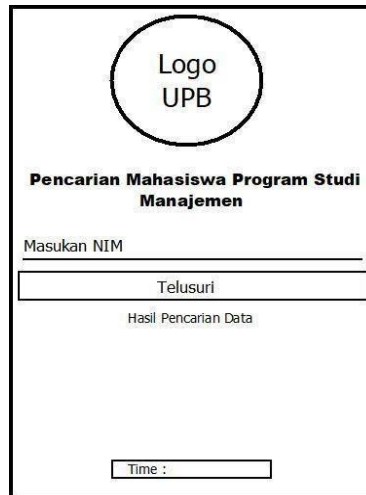 Logo
UPB
Pencarian Mahasiswa Program Studi
Manajemen
Masukan NIM
Telusuri
Hasil Pencarian Data
Time :